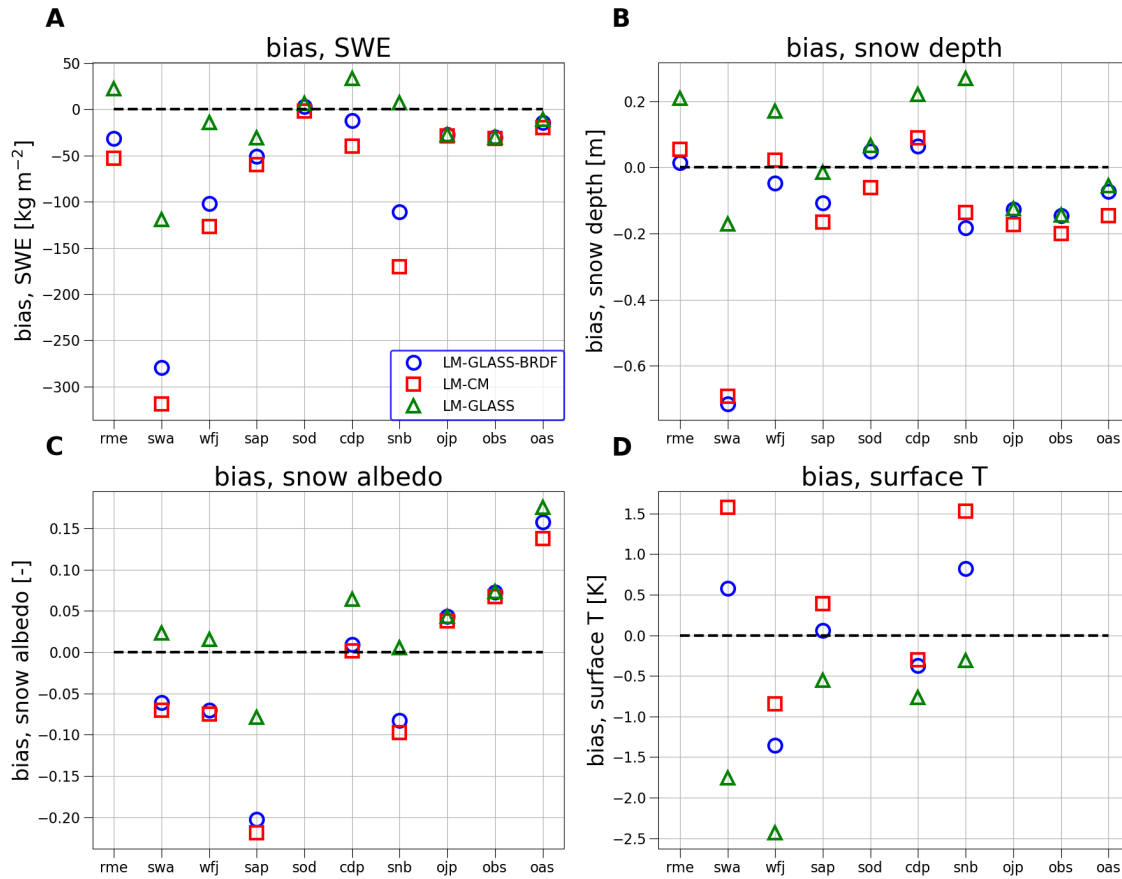 A
bias, SWE
bias, SWE [kg m−2]
50
0
−50
−100
−150
−200
−250
−300
LM-GLASS-BRDF
LM-CM
LM-GLASS
rme swa wfj sap sod cdp snb ojp obs oas
B
bias, snow depth
bias, snow depth [m]
0.2
0.0
−0.2
−0.4
−0.6
rme swa wfj sap sod cdp snb ojp obs oas
C
bias, snow albedo
bias, snow albedo [-]
0.15
0.10
0.05
0.00
−0.05
−0.10
−0.15
−0.20
rme swa wfj sap sod cdp snb ojp obs oas
D
bias, surface T
bias, surface T [K]
1.5
1.0
0.5
0.0
−0.5
−1.0
−1.5
−2.0
−2.5
rme swa wfj sap sod cdp snb ojp obs oas